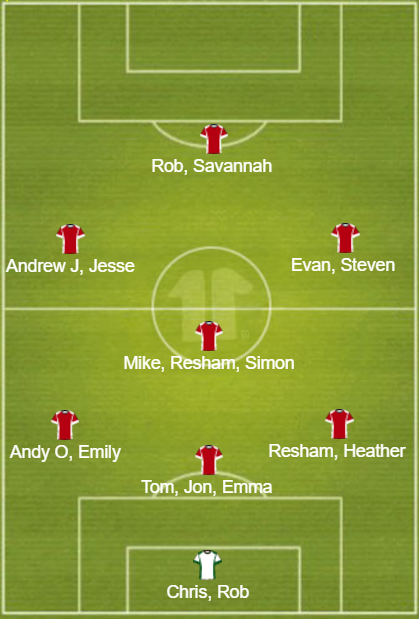 Rob, Savannah
Andrew J, Jesse
Evan, Steven
Mike, Resham, Simon
Andy O, Emily
Resham, Heather
Tom, Jon, Emma
Chris, Rob